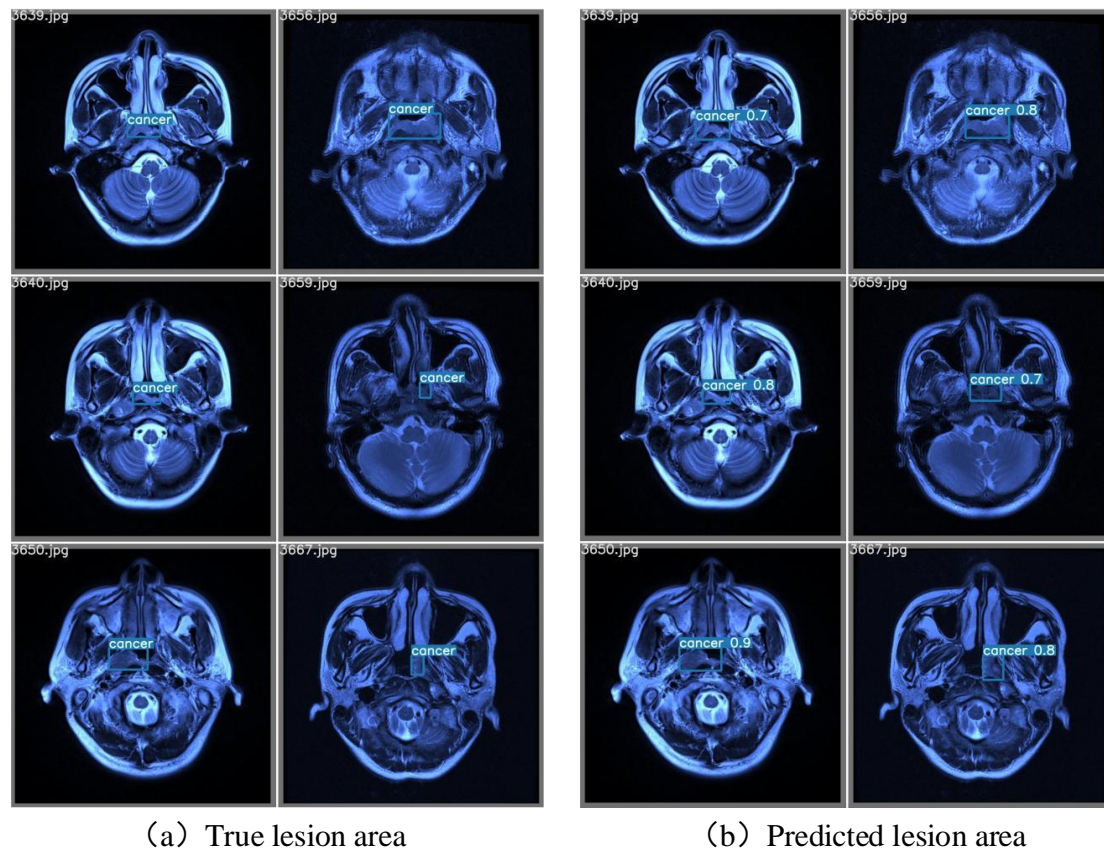 3639.jpg
cancer
3656.jpg
cancer
3640.jpg
cancer
3659.jpg
cancer
3650.jpg
cancer
3667.jpg
cancer
(a) True lesion area
3639.jpg
cancer 0.7
3656.jpg
cancer 0.8
3640.jpg
cancer 0.8
3659.jpg
cancer 0.7
3650.jpg
cancer 0.9
3667.jpg
cancer 0.8
(b) Predicted lesion area